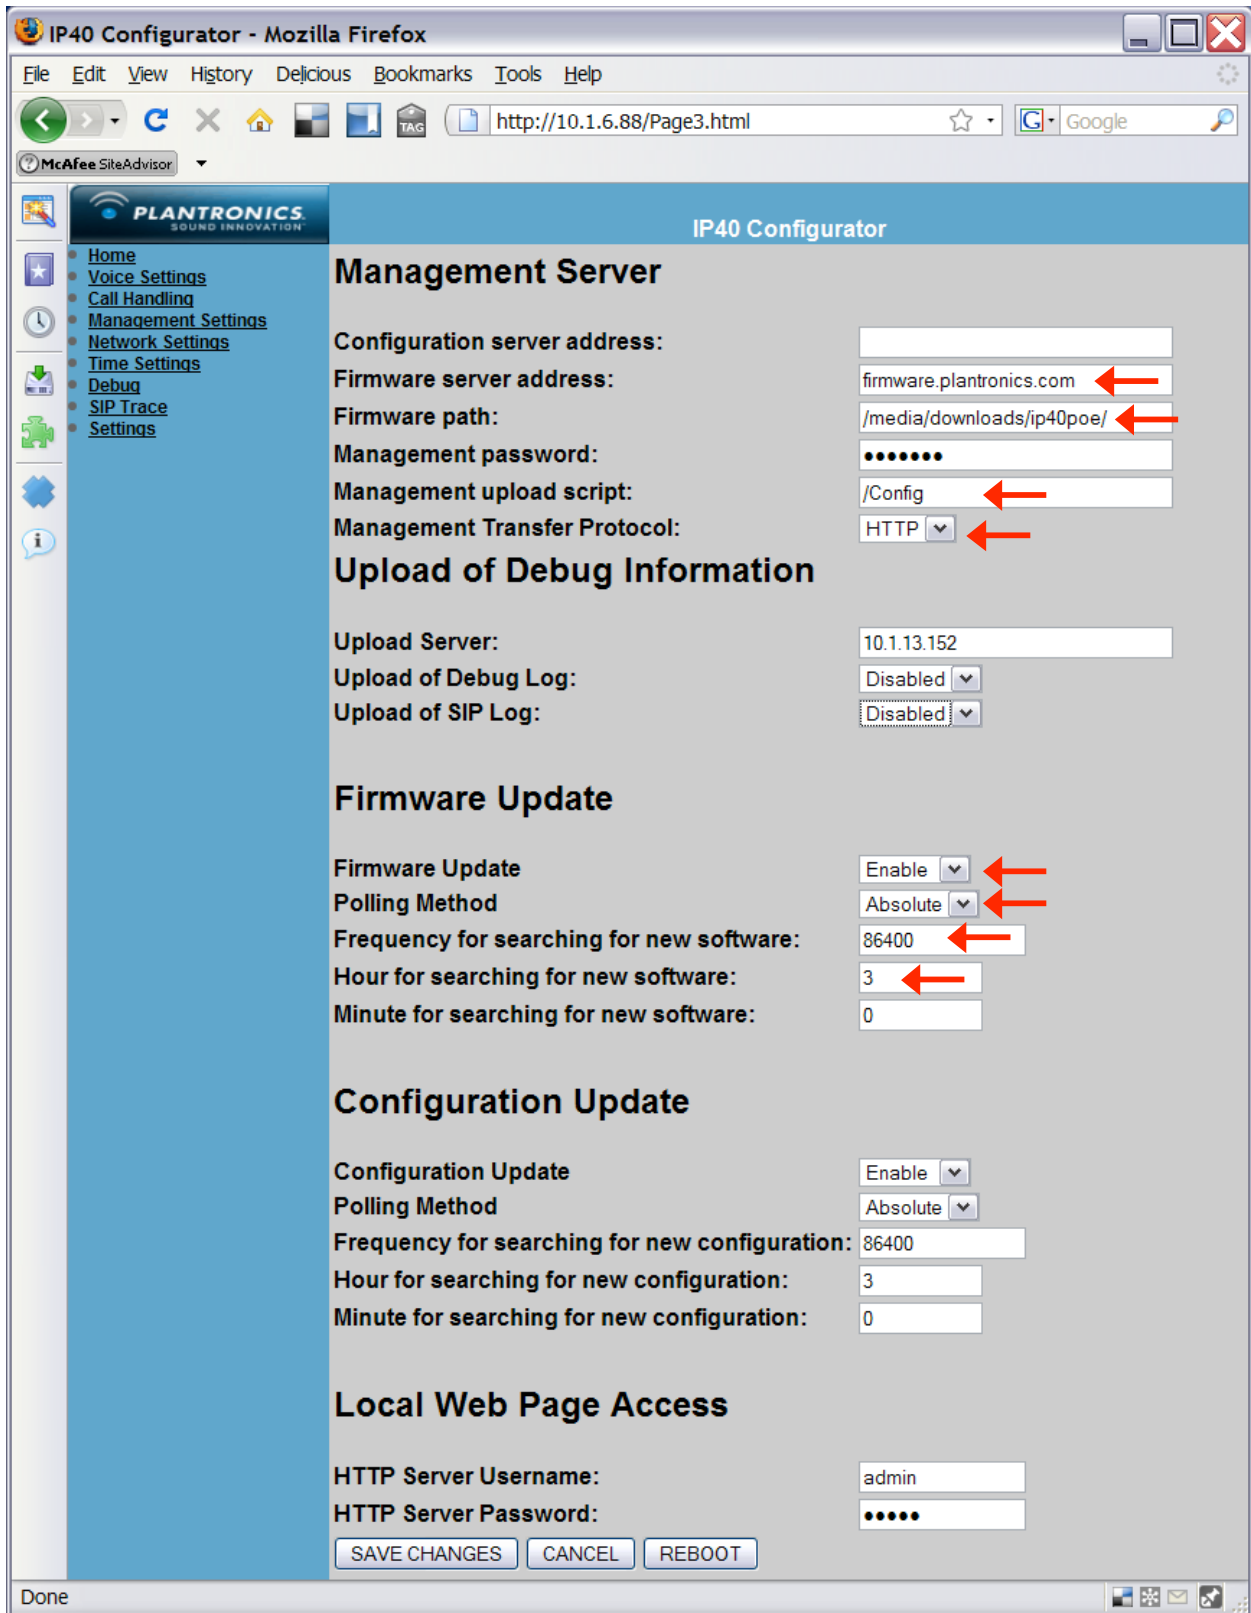 IP40 Configurator - Mozilla Firefox
File Edit View History Delicious Bookmarks Tools Help
TAG http://10.1.6.88/Page3.html G Google
McAfee SiteAdvisor
PLANTRONICS
SOUND INNOVATION
IP40 Configurator
Home
Voice Settings
Call Handling
Management Settings
Network Settings
Time Settings
Debug
SIP Trace
Settings
Management Server
Configuration server address:
Firmware server address: firmware.plantronics.com
Firmware path: /media/downloads/ip40poe/
Management password: •••••••
Management upload script: /Config
Management Transfer Protocol: HTTP
Upload of Debug Information
Upload Server: 10.1.13.152
Upload of Debug Log: Disabled
Upload of SIP Log: Disabled
Firmware Update
Firmware Update Enable
Polling Method Absolute
Frequency for searching for new software: 86400
Hour for searching for new software: 3
Minute for searching for new software: 0
Configuration Update
Configuration Update Enable
Polling Method Absolute
Frequency for searching for new configuration: 86400
Hour for searching for new configuration: 3
Minute for searching for new configuration: 0
Local Web Page Access
HTTP Server Username: admin
HTTP Server Password: •••••
SAVE CHANGES CANCEL REBOOT
Done